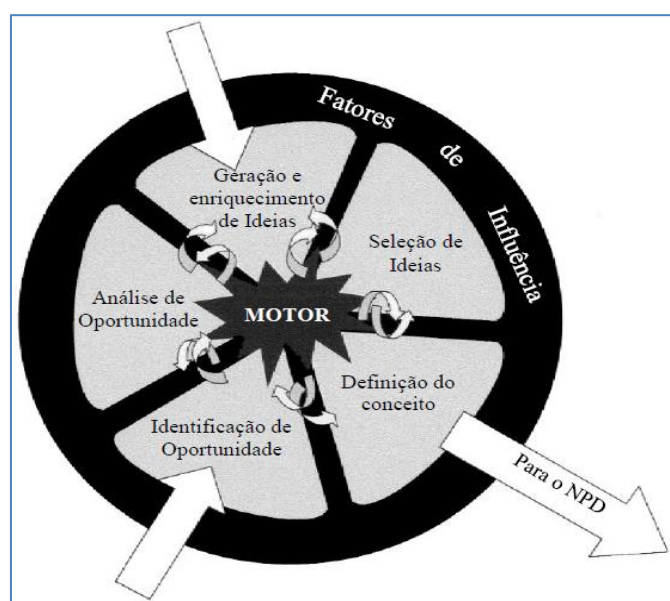 Fatores de Influência
Geração e
enriquecimento
de Ideias
Seleção de
Ideias
Análise de
Oportunidade
MOTOR
Definição do
conceito
Identificação de
Oportunidade
Para o NPD